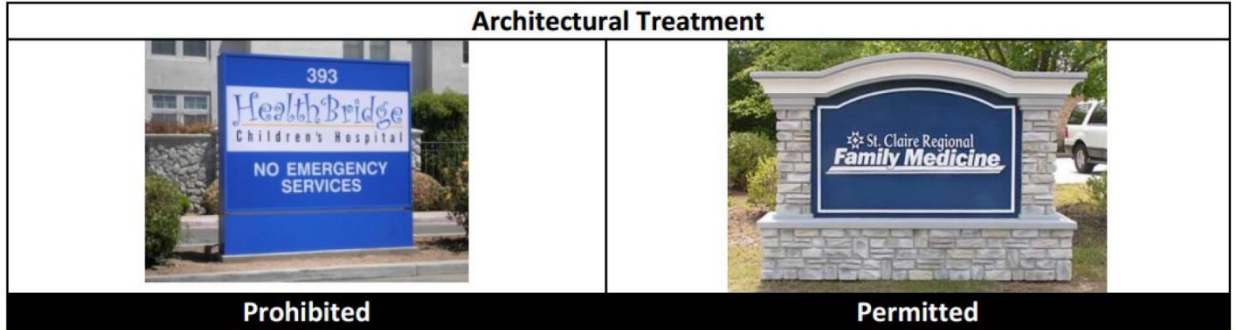 Architectural Treatment
393
HealthBridge
Children's Hospital
NO EMERGENCY
SERVICES
St. Claire Regional
Family Medicine
Prohibited
Permitted